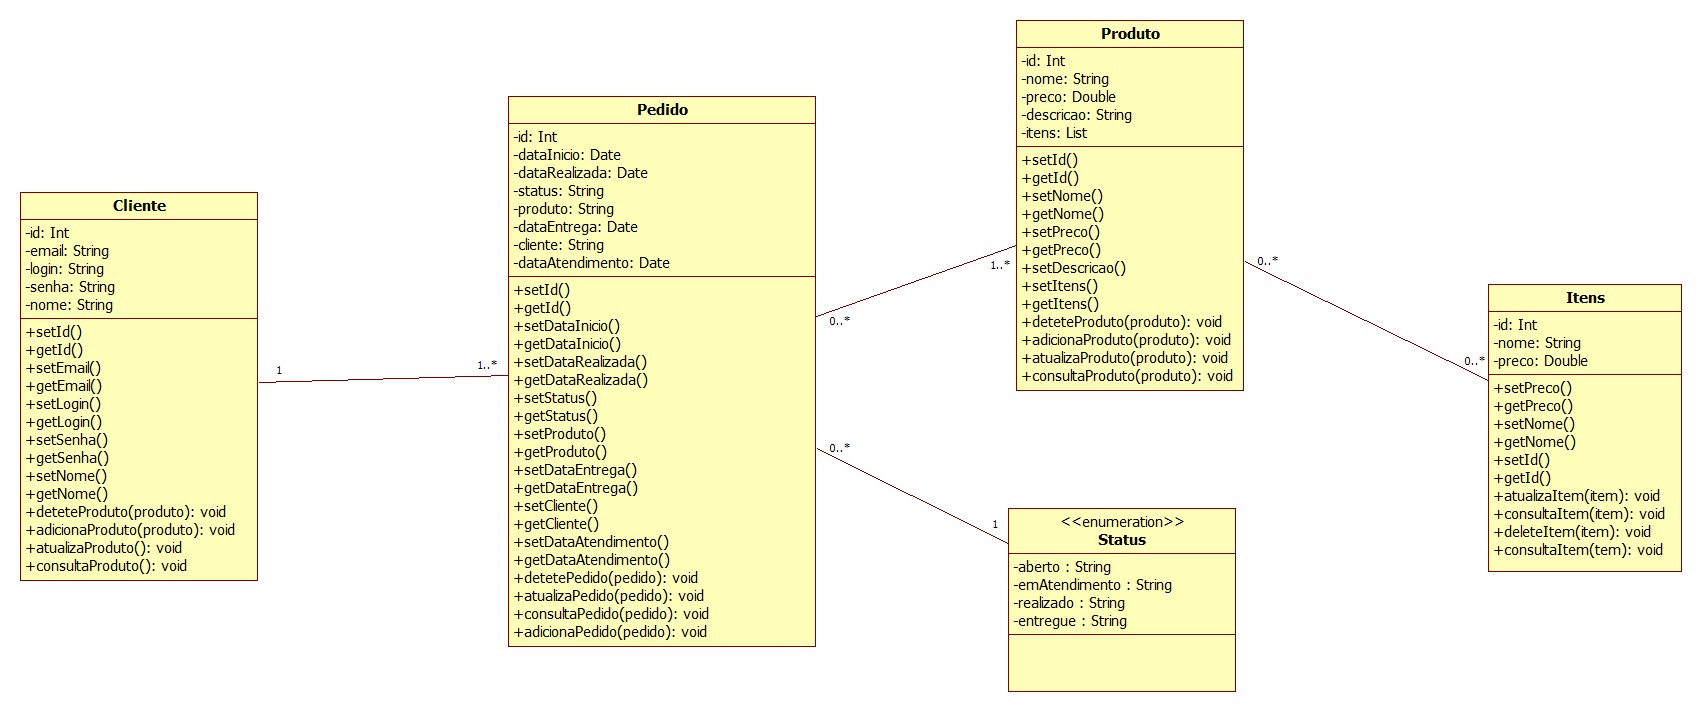 Cliente
-id: Int
-email: String
-login: String
-senha: String
-nome: String
+setId()
+getId()
+setEmail()
+getEmail()
+setLogin()
+getLogin()
+setSenha()
+getSenha()
+setNome()
+getNome()
+deteteProduto(produto): void
+adicionaProduto(produto): void
+atualizaProduto(): void
+consultaProduto(): void
1
1..*
Pedido
-id: Int
-dataInicio: Date
-dataRealizada: Date
-status: String
-produto: String
-dataEntrega: Date
-cliente: String
-dataAtendimento: Date
+setId()
+getId()
+setDataInicio()
+getDataInicio()
+setDataRealizada()
+getDataRealizada()
+setStatus()
+getStatus()
+setProduto()
+getProduto()
+setDataEntrega()
+getDataEntrega()
+setCliente()
+getCliente()
+setDataAtendimento()
+getDataAtendimento()
+detetePedido(pedido): void
+atualizaPedido(pedido): void
+consultaPedido(pedido): void
+adicionaPedido(pedido): void
0..*
1..*
0..*
1
Produto
-id: Int
-nome: String
-preco: Double
-descricao: String
-itens: List
+setId()
+getId()
+setNome()
+getNome()
+setPreco()
+getPreco()
+setDescricao()
+setItens()
+getItens()
+deteteProduto(produto): void
+adicionaProduto(produto): void
+atualizaProduto(produto): void
+consultaProduto(produto): void
<<enumeration>>
Status
-aberto : String
-emAtendimento : String
-realizado : String
-entregue : String
0..*
0..*
Itens
-id: Int
-nome: String
-preco: Double
+setPreco()
+getPreco()
+setNome()
+getNome()
+setId()
+getId()
+atualizaItem(item): void
+consultaItem(item): void
+deleteItem(item): void
+consultaItem(tem): void